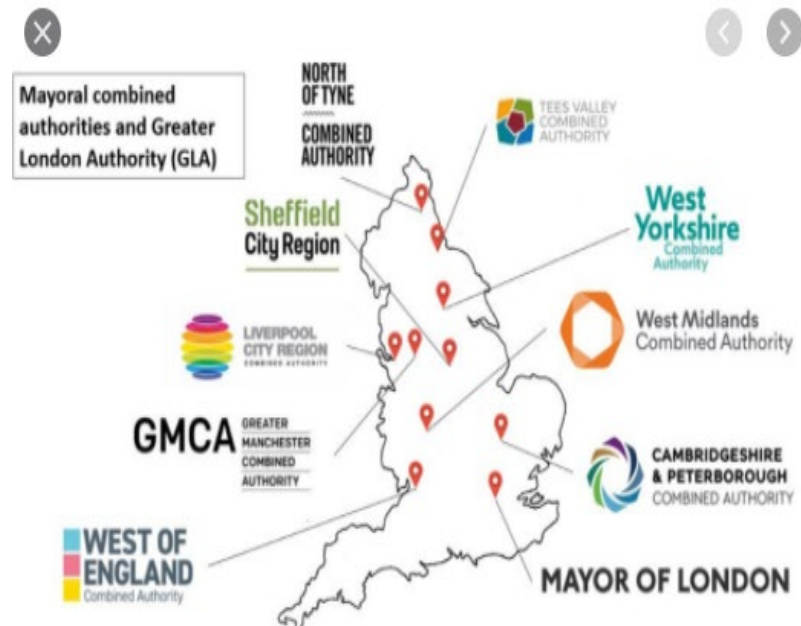 Mayoral combined
authorities and Greater
London Authority (GLA)
NORTH
OF TYNE
COMBINED
AUTHORITY
TEES VALLEY
COMBINED
AUTHORITY
Sheffield
City Region
West
Yorkshire
Combined
Authority
LIVERPOOL
CITY REGION
COMBINED AUTHORITY
West Midlands
Combined Authority
GMCA
GREATER
MANCHESTER
COMBINED
AUTHORITY
CAMBRIDGESHIRE
& PETERBOROUGH
COMBINED AUTHORITY
WEST OF
ENGLAND
Combined Authority
MAYOR OF LONDON